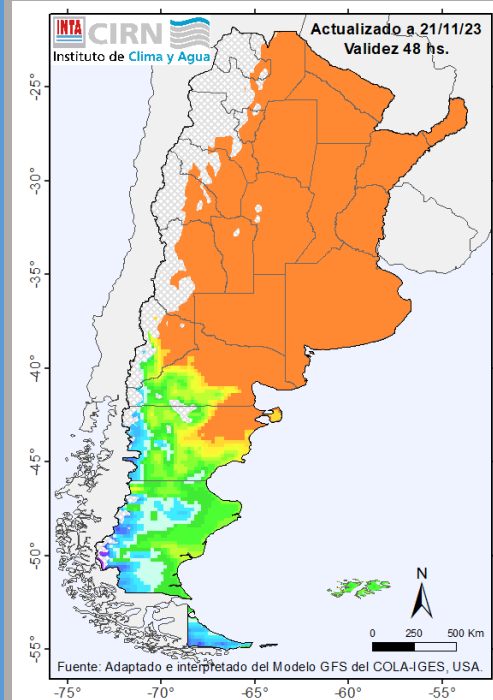 INTA CIRN
Instituto de Clima y Agua
Actualizado a 21/11/23
Validez 48 hs.
-25°
-30°
-35°
-40°
-45°
-50°
-55°
N
0 250 500 Km
Fuente: Adaptado e interpretado del Modelo GFS del COLA-IGES, USA.
-75° -70° -65° -60° -55°